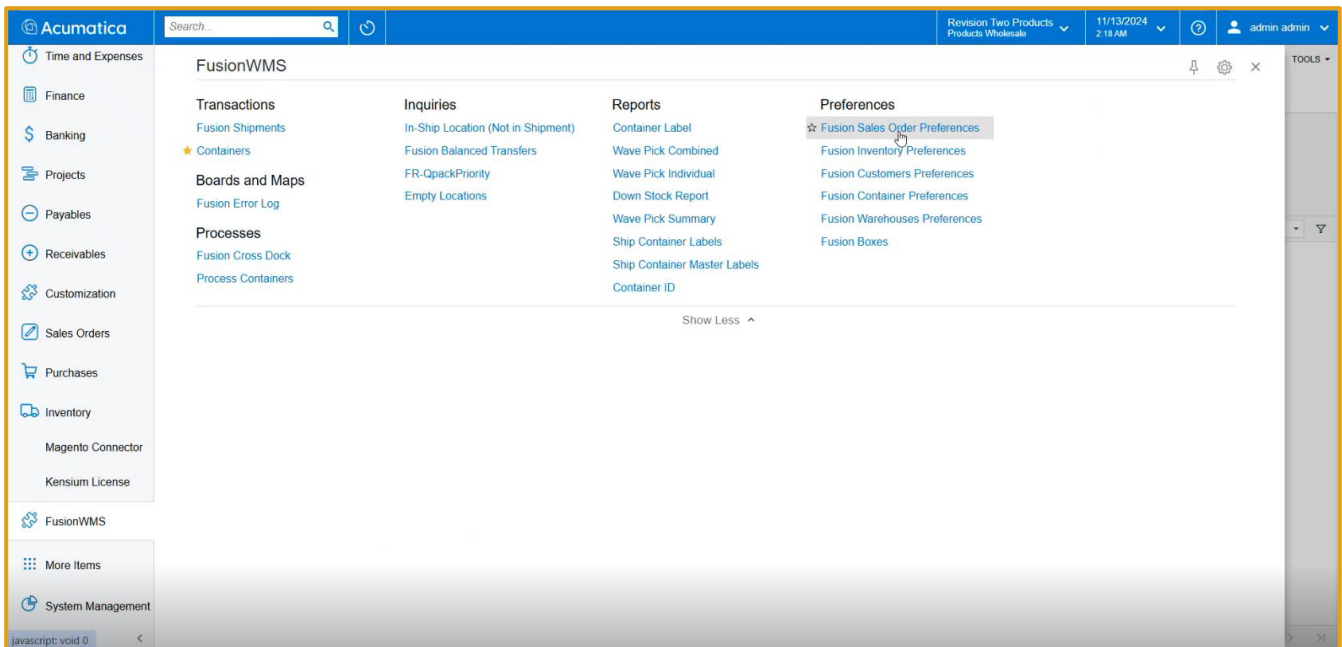 Acumatica
Search...
Revision Two Products
Products Wholesale
11/13/2024
2:18 AM
admin admin
Time and Expenses
Finance
Banking
Projects
Payables
Receivables
Customization
Sales Orders
Purchases
Inventory
Magento Connector
Kensium License
FusionWMS
More Items
System Management
javascript: void 0
TOOLS
FusionWMS
Transactions
Fusion Shipments
Containers
Boards and Maps
Fusion Error Log
Processes
Fusion Cross Dock
Process Containers
Inquiries
In-Ship Location (Not in Shipment)
Fusion Balanced Transfers
FR-QpackPriority
Empty Locations
Reports
Container Label
Wave Pick Combined
Wave Pick Individual
Down Stock Report
Wave Pick Summary
Ship Container Labels
Ship Container Master Labels
Container ID
Preferences
Fusion Sales Order Preferences
Fusion Inventory Preferences
Fusion Customers Preferences
Fusion Container Preferences
Fusion Warehouses Preferences
Fusion Boxes
Show Less